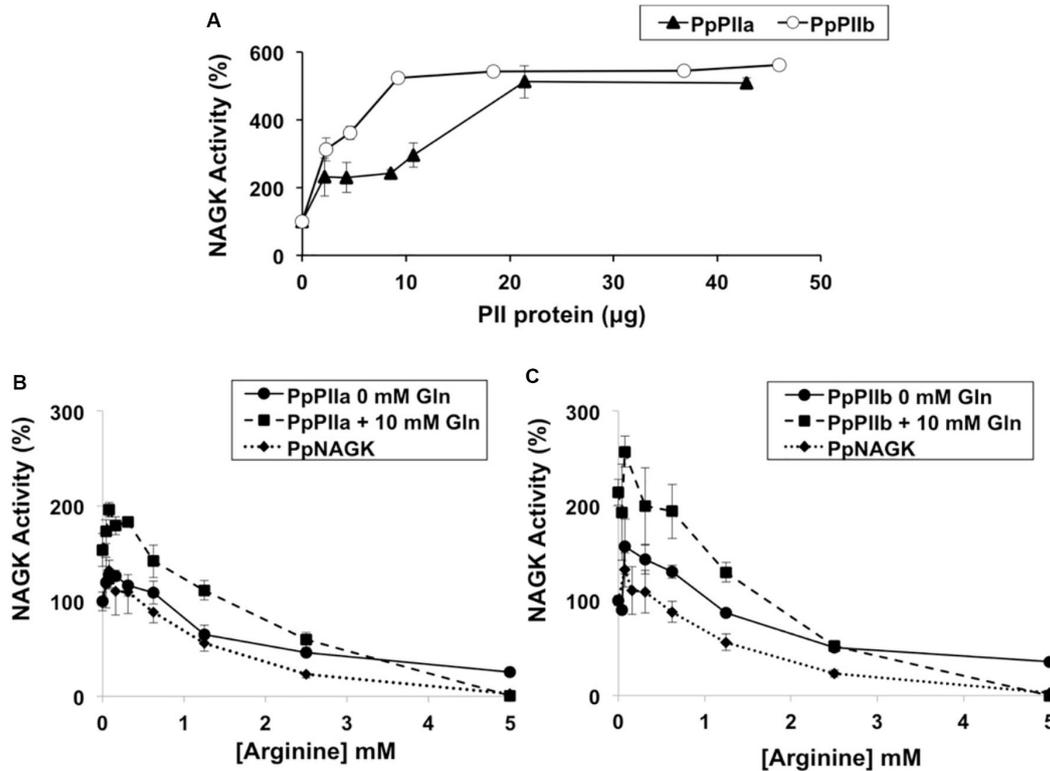 A
PpPIIa PpPIIb
NAGK Activity (%)
600
400
200
0
0 10 20 30 40 50
PII protein (µg)
B
PpPIIa 0 mM Gln
PpPIIa + 10 mM Gln
PpNAGK
NAGK Activity (%)
300
200
100
0
0 1 2 3 4 5
[Arginine] mM
C
PpPIIb 0 mM Gln
PpPIIb + 10 mM Gln
PpNAGK
NAGK Activity (%)
300
200
100
0
0 1 2 3 4 5
[Arginine] mM